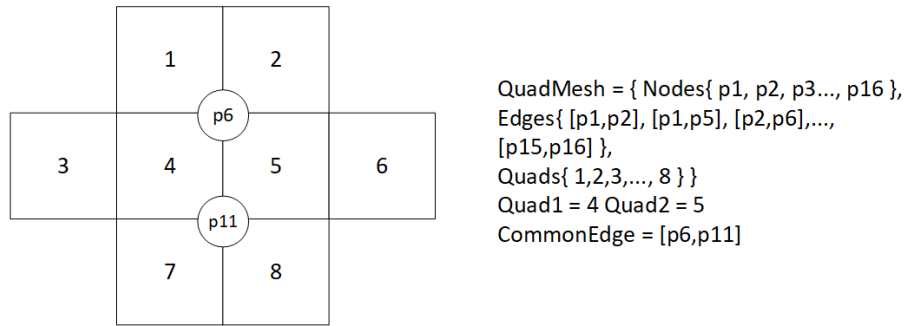 1 2
p6
3 4 5 6
p11
7 8
QuadMesh = { Nodes{ p1, p2, p3..., p16 },
Edges{ [p1,p2], [p1,p5], [p2,p6],...,
[p15,p16] },
Quads{ 1,2,3,..., 8 } }
Quad1 = 4 Quad2 = 5
CommonEdge = [p6,p11]